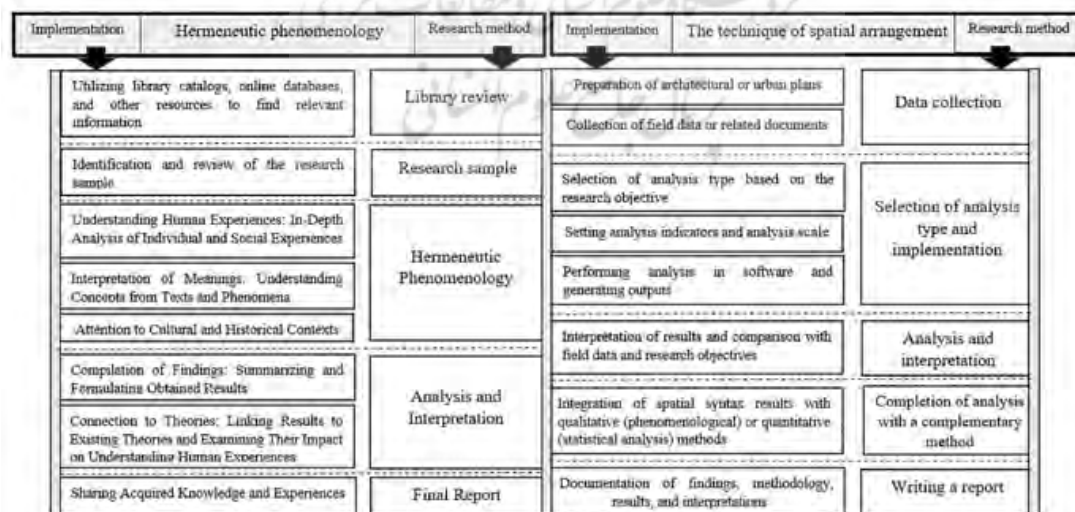 Implementation
Hermeneutic phenomenology
Research method
Implementation
The technique of spatial arrangement
Research method
Utilizing library catalogs, online databases,
and other resources to find relevant
information
Library review
Identification and review of the research
sample
Research sample
Understanding Human Experiences: In-Depth
Analysis of Individual and Social Experiences
Interpretation of Meanings: Understanding
Concepts from Texts and Phenomena
Attention to Cultural and Historical Contexts
Hermeneutic
Phenomenology
Compilation of Findings: Summarizing and
Formulating Obtained Results
Connection to Theories: Linking Results to
Existing Theories and Examining Their Impact
on Understanding Human Experiences
Analysis and
Interpretation
Sharing Acquired Knowledge and Experiences
Final Report
Preparation of architectural or urban plans
Collection of field data or related documents
Data collection
Selection of analysis type based on the
research objective
Setting analysis indicators and analysis scale
Performing analysis in software and
generating outputs
Selection of analysis
type and
implementation
Interpretation of results and comparison with
field data and research objectives
Analysis and
interpretation
Integration of spatial syntax results with
qualitative (phenomenological) or quantitative
(statistical analysis) methods
Completion of analysis
with a complementary
method
Documentation of findings, methodology,
results, and interpretations
Writing a report